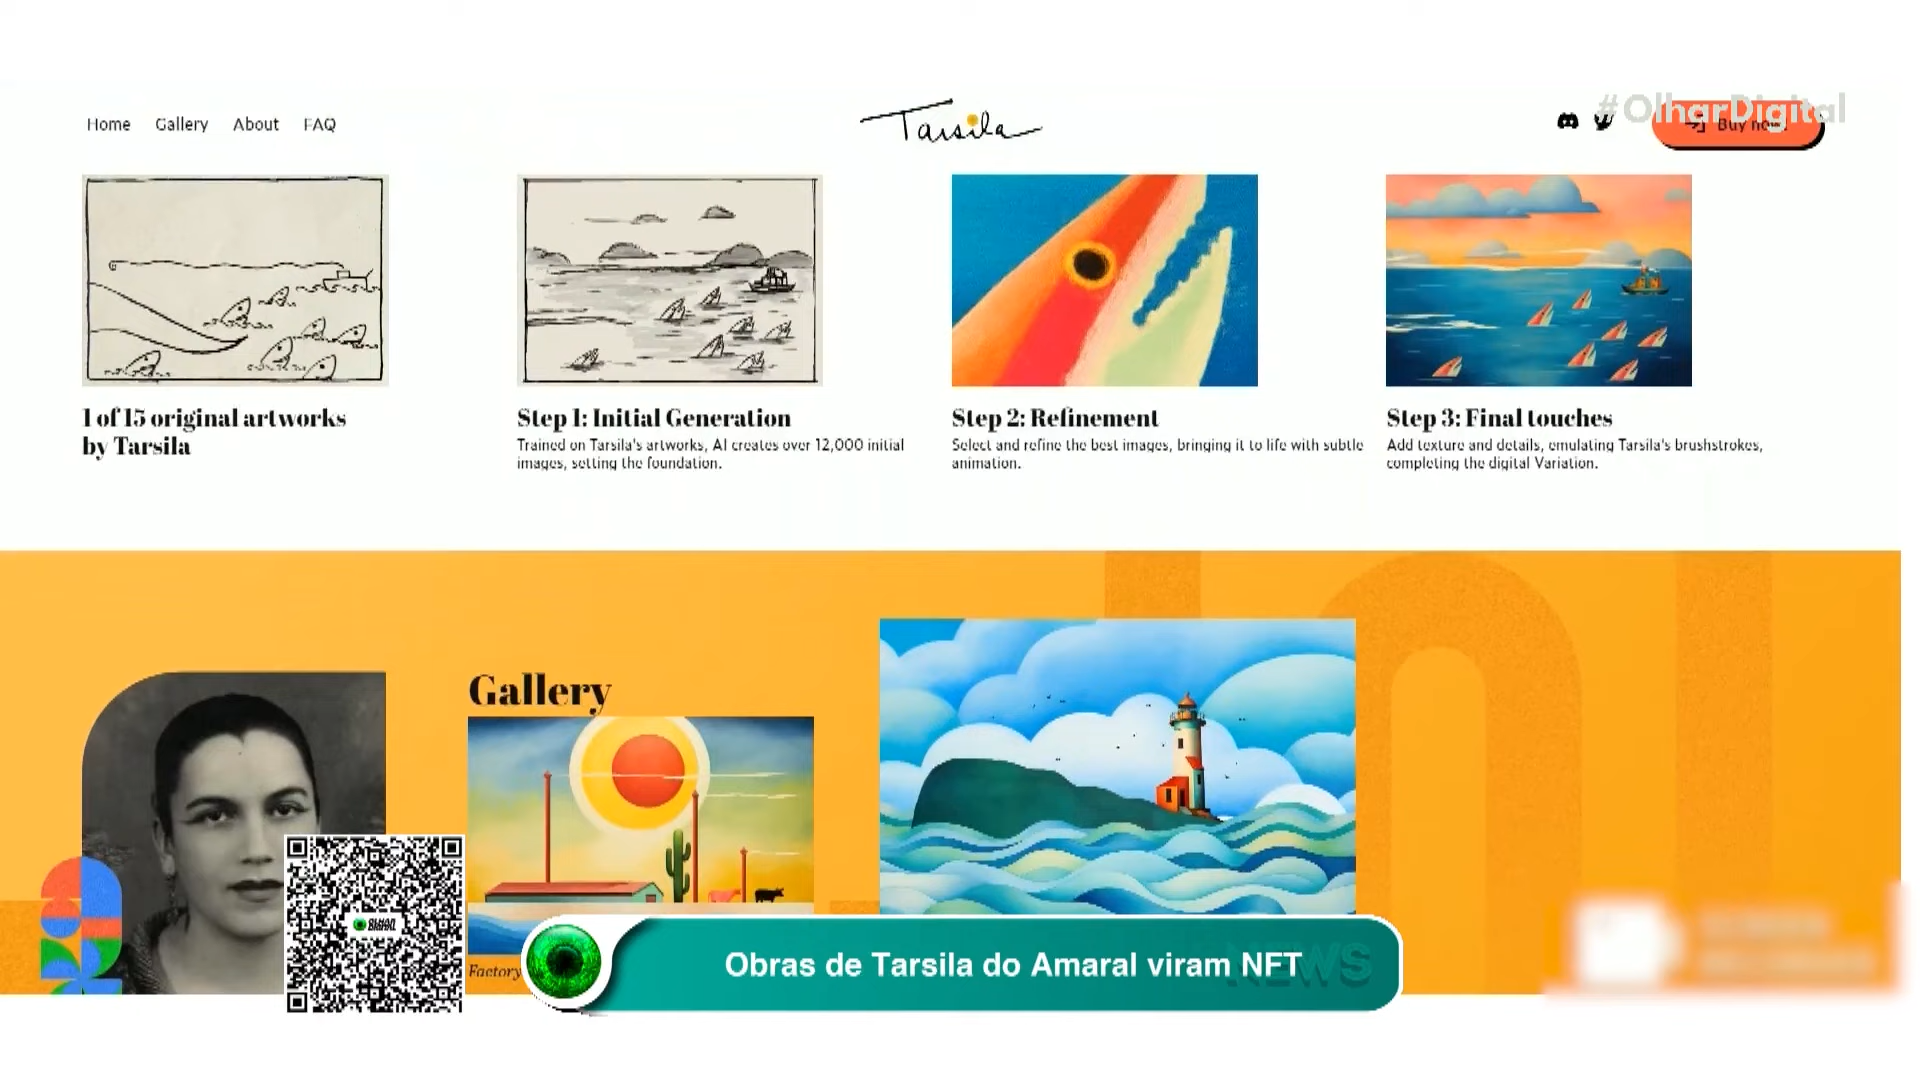 Home Gallery About FAQ
Tarsila
#OlharDigital
Buy now
1 of 15 original artworks
by Tarsila
Step 1: Initial Generation
Trained on Tarsila's artworks, AI creates over 12,000 initial
images, setting the foundation.
Step 2: Refinement
Select and refine the best images, bringing it to life with subtle
animation.
Step 3: Final touches
Add texture and details, emulating Tarsila's brushstrokes,
completing the digital Variation.
Gallery
Factory
Obras de Tarsila do Amaral viram NFT
NEWS